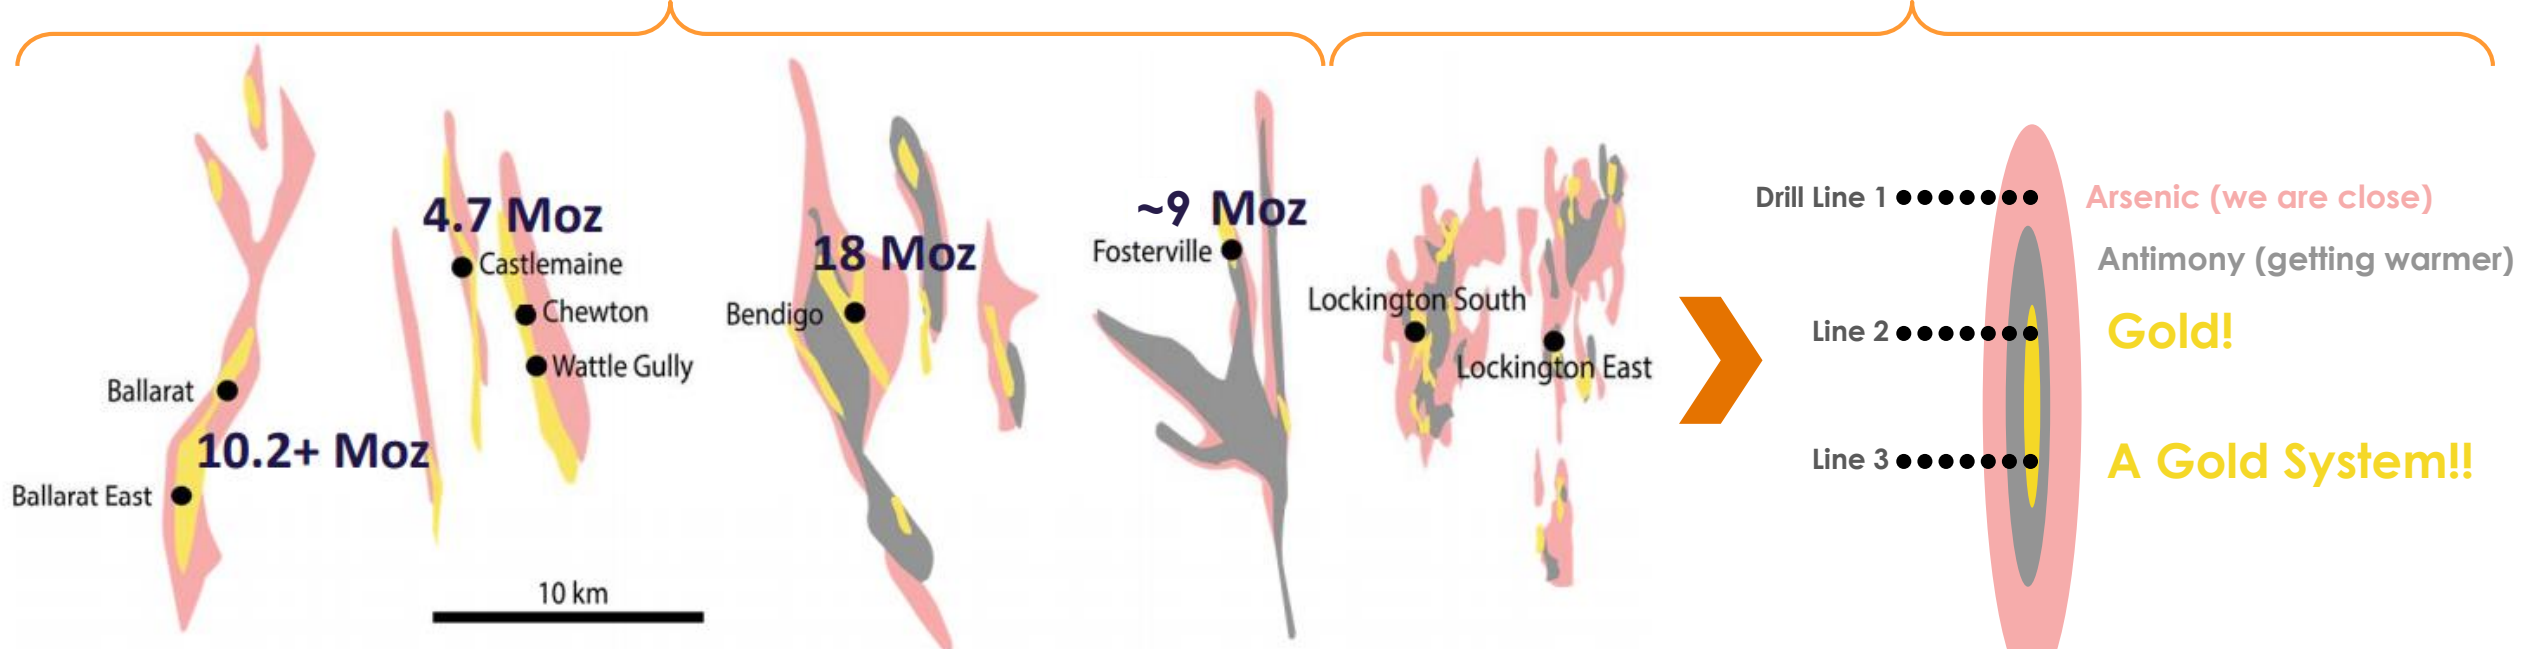 4.7 Moz
Castlemaine
Chewton
Wattle Gully
Ballarat
10.2+ Moz
Ballarat East
10 km
18 Moz
Bendigo
~9 Moz
Fosterville
Lockington South
Lockington East
Drill Line 1
Arsenic (we are close)
Antimony (getting warmer)
Line 2
Gold!
Line 3
A Gold System!!